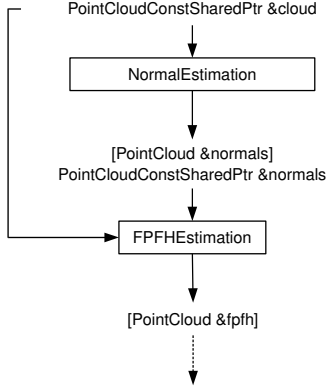 PointCloudConstSharedPtr &cloud
NormalEstimation
[PointCloud &normals]
PointCloudConstSharedPtr &normals
FPFHEstimation
[PointCloud &fpfh]